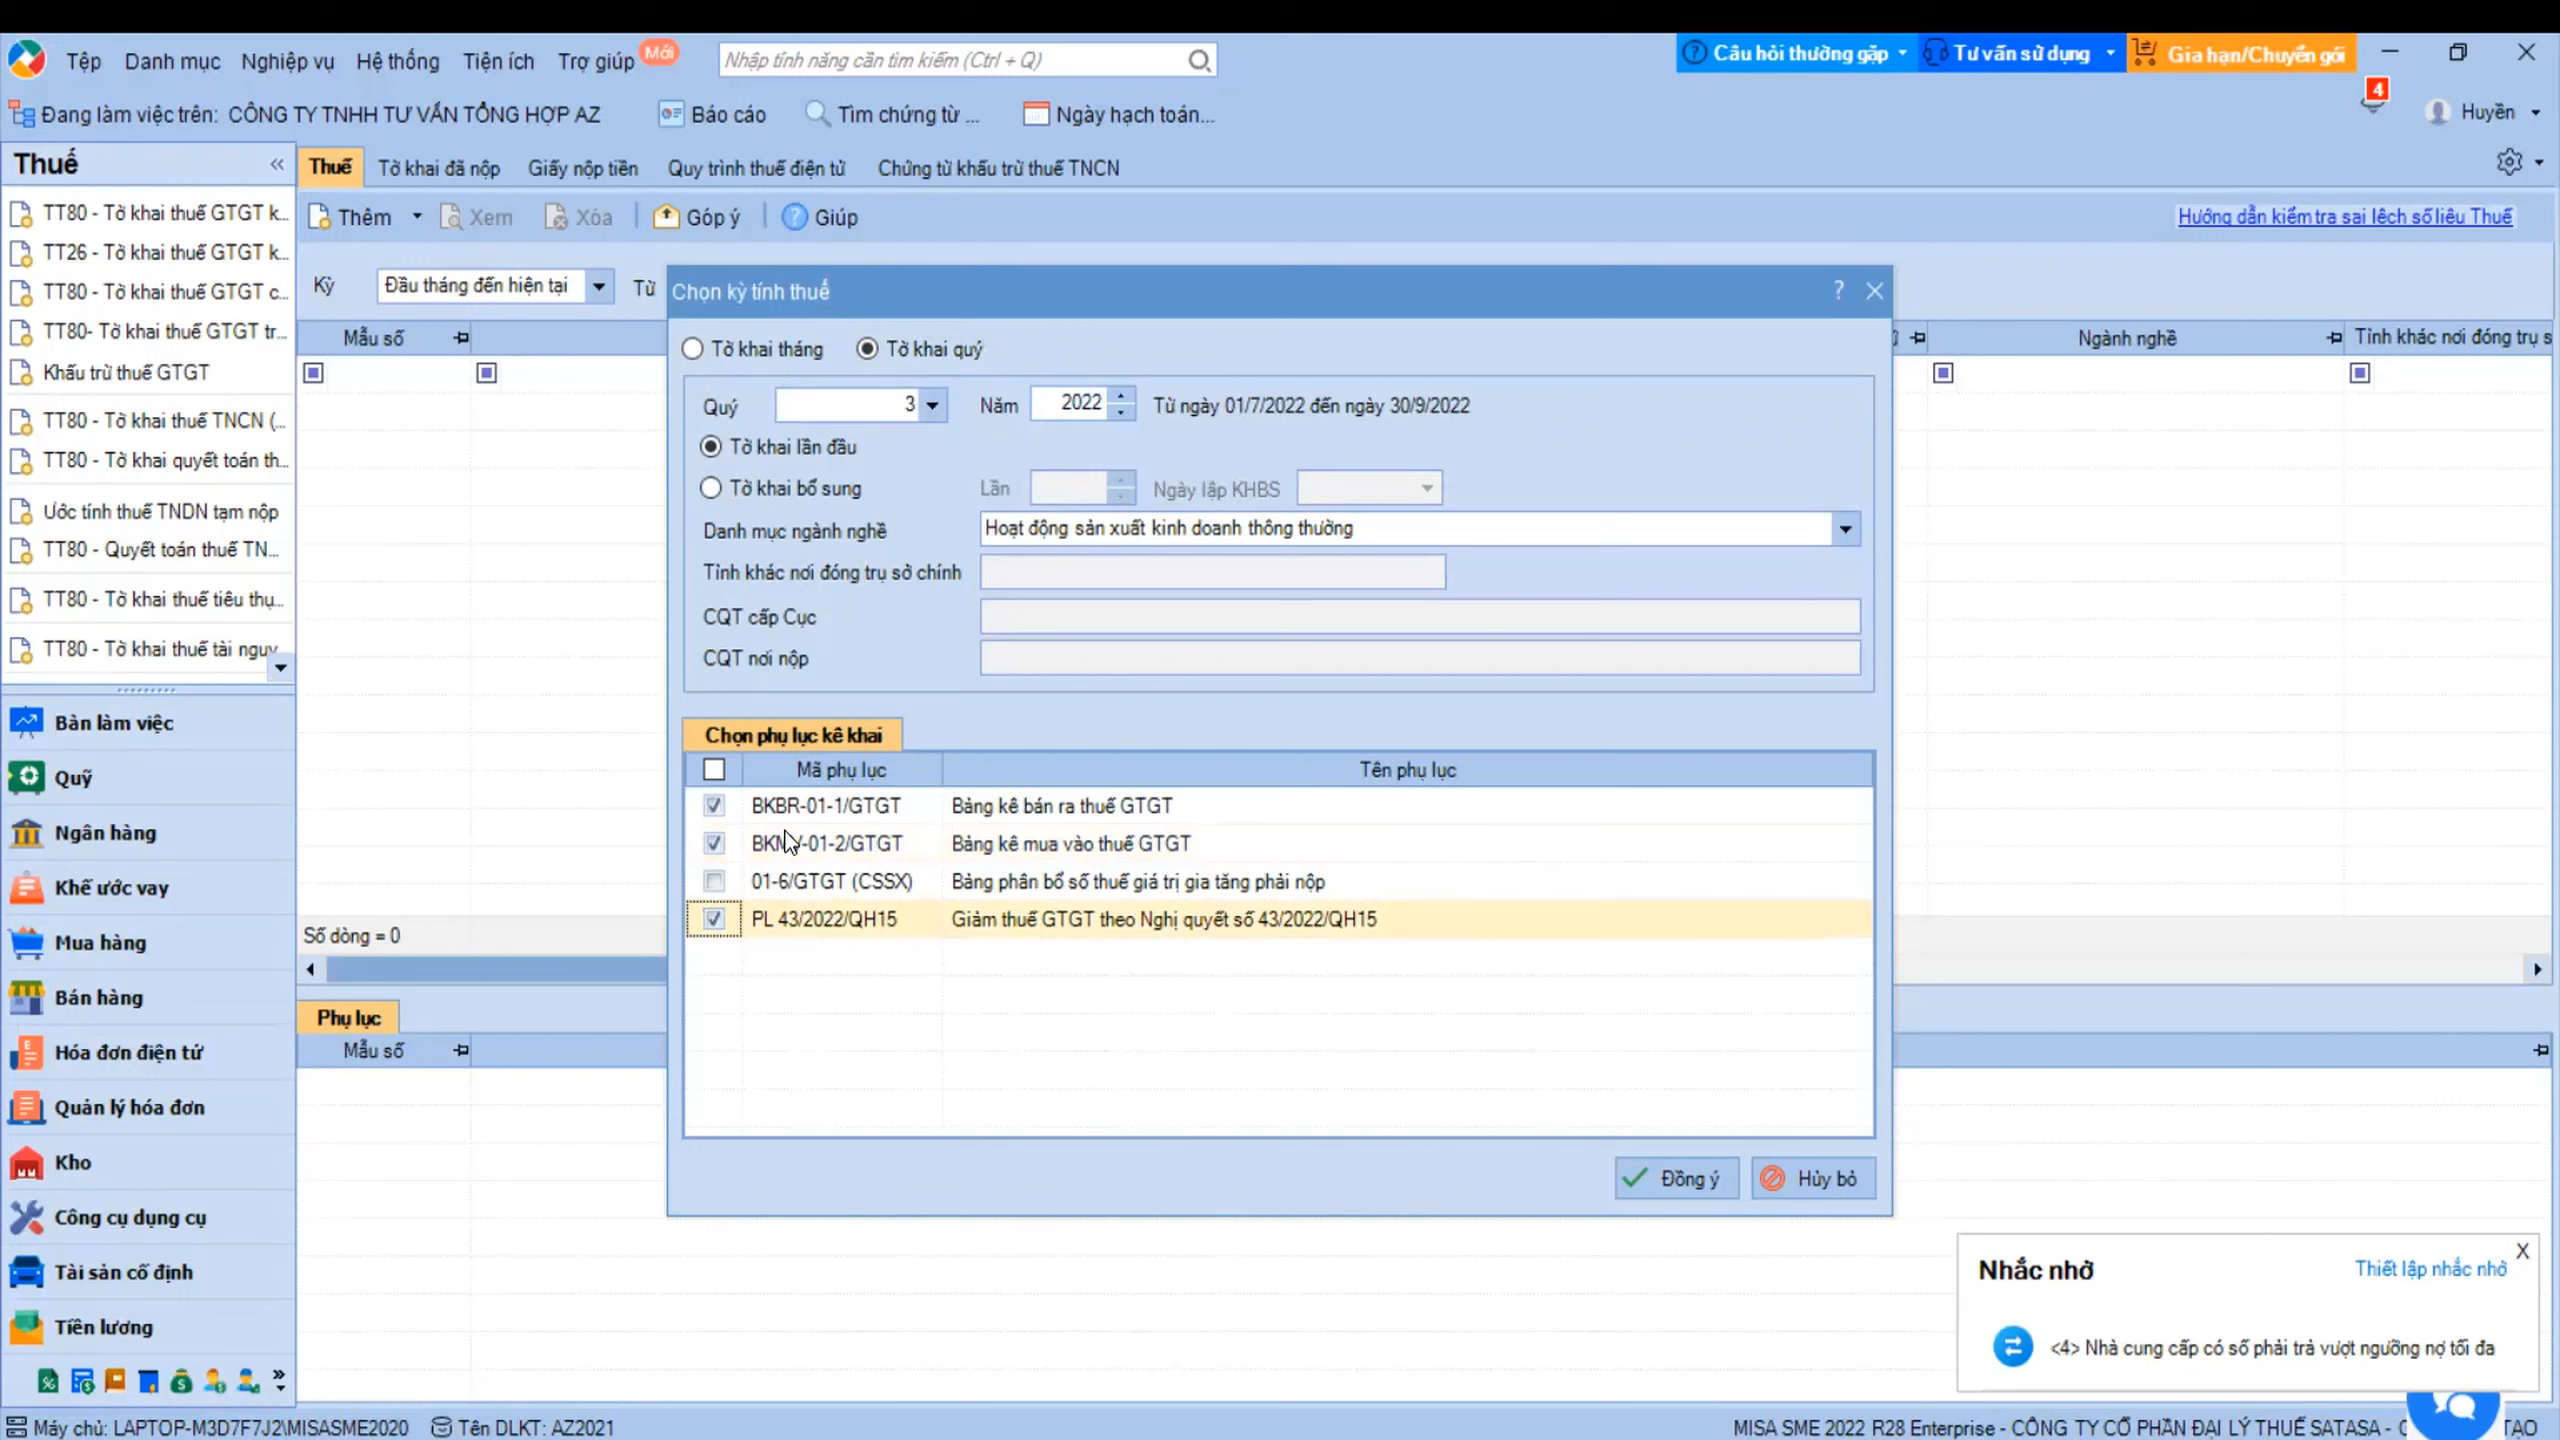 Tệp Danh mục Nghiệp vụ Hệ thống Tiện ích Trợ giúp Mới Nhập tính năng cần tìm kiếm (Ctrl + Q) Câu hỏi thường gặp Tư vấn sử dụng Gia hạn/Chuyển gói
Đang làm việc trên: CÔNG TY TNHH TƯ VẤN TỔNG HỢP AZ Báo cáo Tìm chứng từ ... Ngày hạch toán... 4 Huyền
Thuế Thuế Tờ khai đã nộp Giấy nộp tiền Quy trình thuế điện tử Chứng từ khấu trừ thuế TNCN
Thêm Xem Xóa Góp ý Giúp Hướng dẫn kiểm tra sai lệch số liệu Thuế
TT80 - Tờ khai thuế GTGT k...
TT26 - Tờ khai thuế GTGT k...
TT80 - Tờ khai thuế GTGT c...
TT80- Tờ khai thuế GTGT tr...
Khấu trừ thuế GTGT
TT80 - Tờ khai thuế TNCN (...
TT80 - Tờ khai quyết toán th...
Ước tính thuế TNDN tạm nộp
TT80 - Quyết toán thuế TN...
TT80 - Tờ khai thuế tiêu thụ...
TT80 - Tờ khai thuế tài nguy
Bàn làm việc
Quỹ
Ngân hàng
Khế ước vay
Mua hàng
Bán hàng
Hóa đơn điện tử
Quản lý hóa đơn
Kho
Công cụ dụng cụ
Tài sản cố định
Tiền lương
Kỳ Đầu tháng đến hiện tại Từ
Mẫu số Ngành nghề Tỉnh khác nơi đóng trụ s
Số dòng = 0
Phụ lục
Mẫu số
Chọn kỳ tính thuế
Tờ khai tháng Tờ khai quý
Quý 3 Năm 2022 Từ ngày 01/7/2022 đến ngày 30/9/2022
Tờ khai lần đầu
Tờ khai bổ sung Lần Ngày lập KHBS
Danh mục ngành nghề Hoạt động sản xuất kinh doanh thông thường
Tỉnh khác nơi đóng trụ sở chính
CQT cấp Cục
CQT nơi nộp
Chọn phụ lục kê khai
Mã phụ lục Tên phụ lục
BKBR-01-1/GTGT Bảng kê bán ra thuế GTGT
BKMV-01-2/GTGT Bảng kê mua vào thuế GTGT
01-6/GTGT (CSSX) Bảng phân bổ số thuế giá trị gia tăng phải nộp
PL 43/2022/QH15 Giảm thuế GTGT theo Nghị quyết số 43/2022/QH15
Đồng ý Hủy bỏ
Nhắc nhở Thiết lập nhắc nhở X
<4> Nhà cung cấp có số phải trả vượt ngưỡng nợ tối đa
Máy chủ: LAPTOP-M3D7F7J2\MISASME2020 Tên DLKT: AZ2021 MISA SME 2022 R28 Enterprise - CÔNG TY CỔ PHẦN ĐẠI LÝ THUẾ SATASA - TẠO